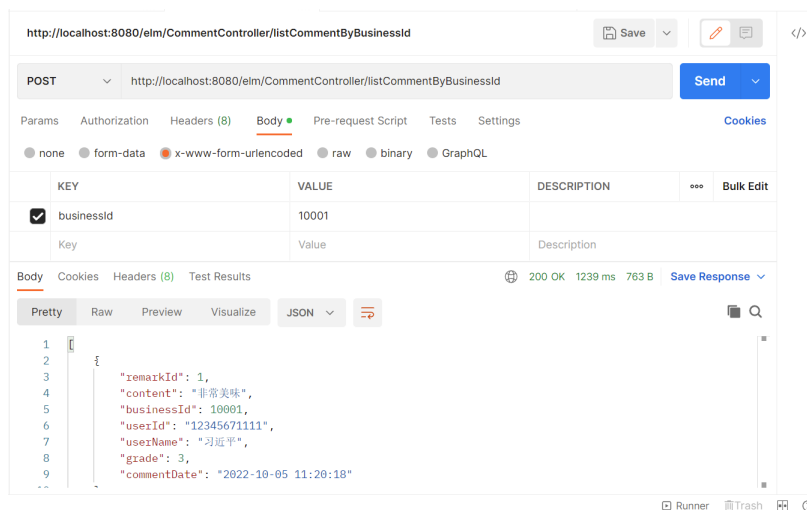 http://localhost:8080/elm/CommentController/listCommentByBusinessId
Save
</>
POST
http://localhost:8080/elm/CommentController/listCommentByBusinessId
Send
Params Authorization Headers (8) Body Pre-request Script Tests Settings Cookies
none form-data x-www-form-urlencoded raw binary GraphQL
KEY VALUE DESCRIPTION ooo Bulk Edit
businessId 10001
Key Value Description
Body Cookies Headers (8) Test Results 200 OK 1239 ms 763 B Save Response
Pretty Raw Preview Visualize JSON
1 [
2 {
3 "remarkId": 1,
4 "content": "非常美味",
5 "businessId": 10001,
6 "userId": "12345671111",
7 "userName": "习近平",
8 "grade": 3,
9 "commentDate": "2022-10-05 11:20:18"
Runner Trash